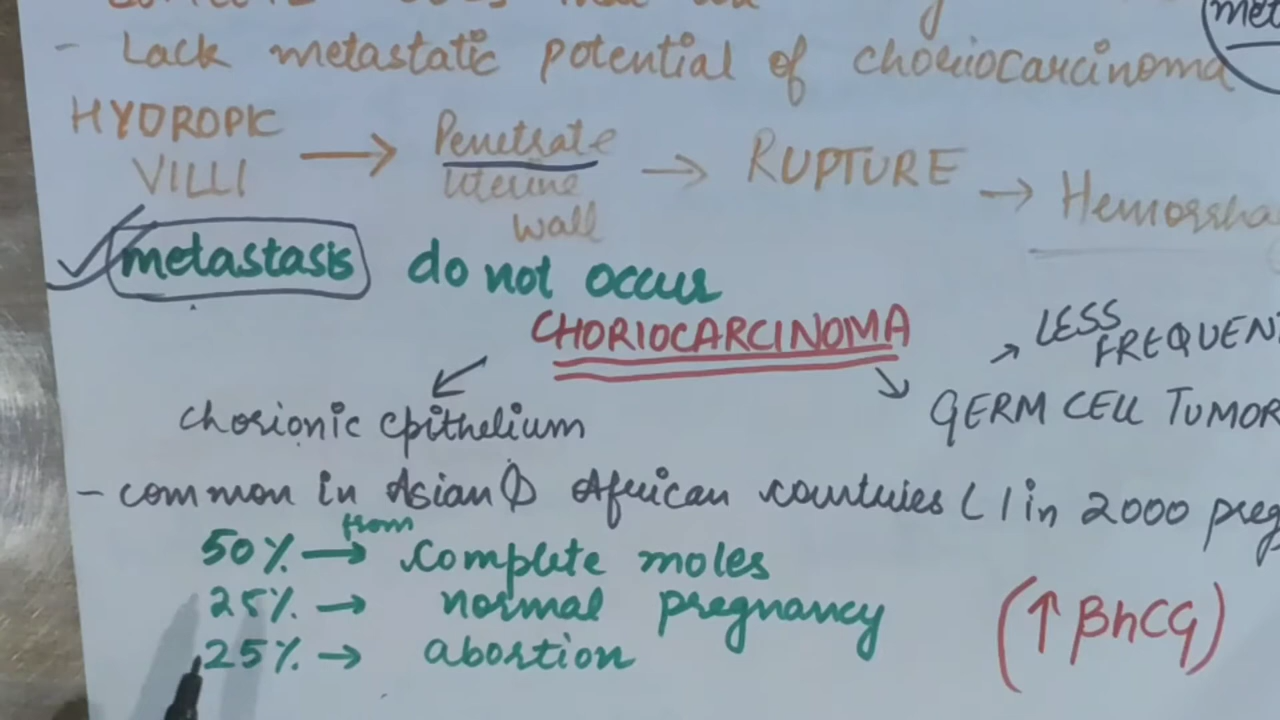 - Lack metastatic potential of choriocarcinoma
met
HYDROPIC VILLI → Penetrate uterine wall → RUPTURE → Hemorrha
✓ metastasis do not occur
CHORIOCARCINOMA
→ LESS FREQUEN
chorionic epithelium
GERM CELL TUMOR
- common in Asian & African countries ( 1 in 2000 preg
50% → from complete moles
25% → normal pregnancy
25% → abortion
(↑ βhCG)